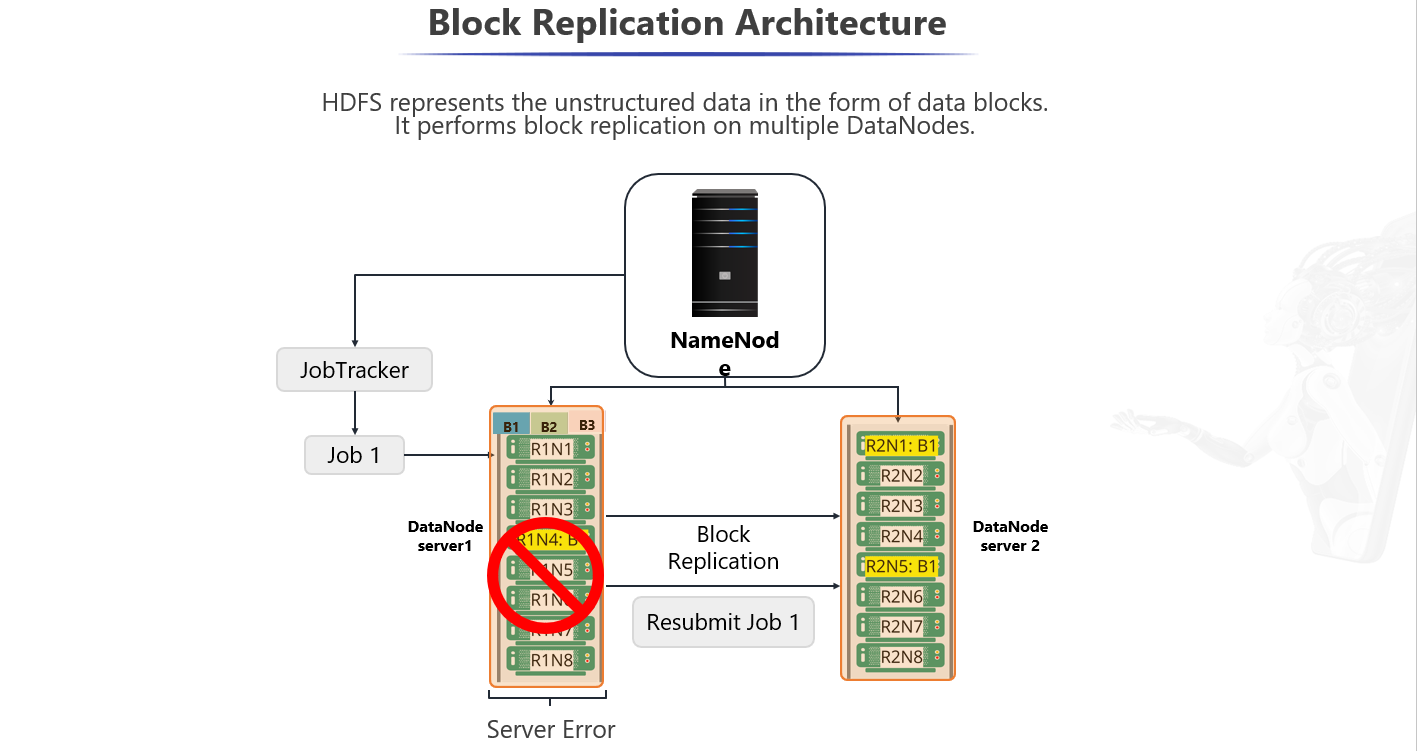 Block Replication Architecture
HDFS represents the unstructured data in the form of data blocks.
It performs block replication on multiple DataNodes.
NameNod
e
JobTracker
Job 1
DataNode
server1
B1
B2
B3
R1N1
R1N2
R1N3
R1N4: B
R1N5
R1N7
R1N8
Server Error
Block
Replication
Resubmit Job 1
R2N1: B1
R2N2
R2N3
R2N4
R2N5: B1
R2N6
R2N7
R2N8
DataNode
server 2